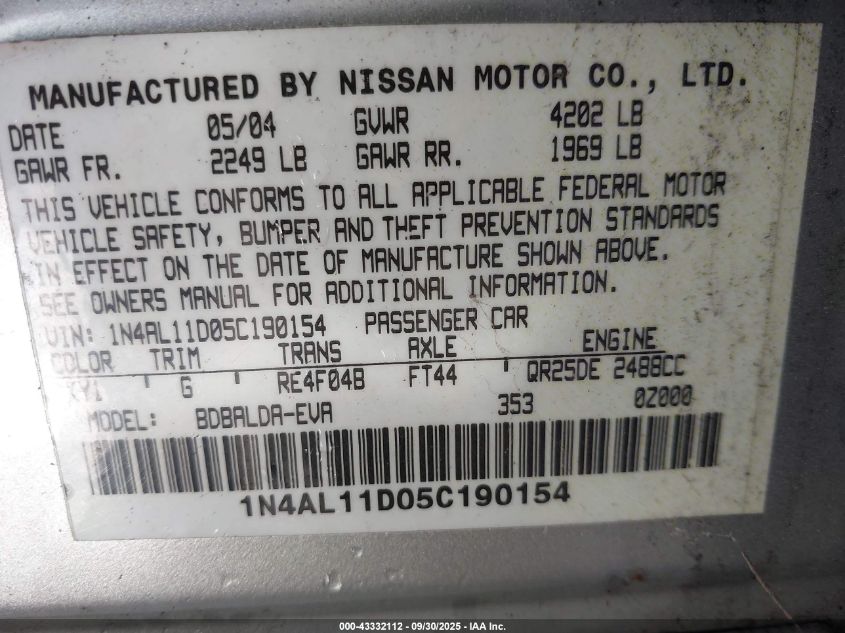 MANUFACTURED BY NISSAN MOTOR CO., LTD.
DATE 05/04 GVWR 4202 LB
GAWR FR. 2249 LB GAWR RR. 1969 LB
THIS VEHICLE CONFORMS TO ALL APPLICABLE FEDERAL MOTOR
VEHICLE SAFETY, BUMPER AND THEFT PREVENTION STANDARDS
IN EFFECT ON THE DATE OF MANUFACTURE SHOWN ABOVE.
SEE OWNERS MANUAL FOR ADDITIONAL INFORMATION.
VIN: 1N4AL11D05C190154 PASSENGER CAR
COLOR TRIM TRANS AXLE ENGINE
KY1 ' G ' RE4F04B FT44 ' QR25DE 2488CC
MODEL: BDBALDA-EVA 353 0Z000
1N4AL11D05C190154
000-43332112 - 09/30/2025 - IAA Inc.